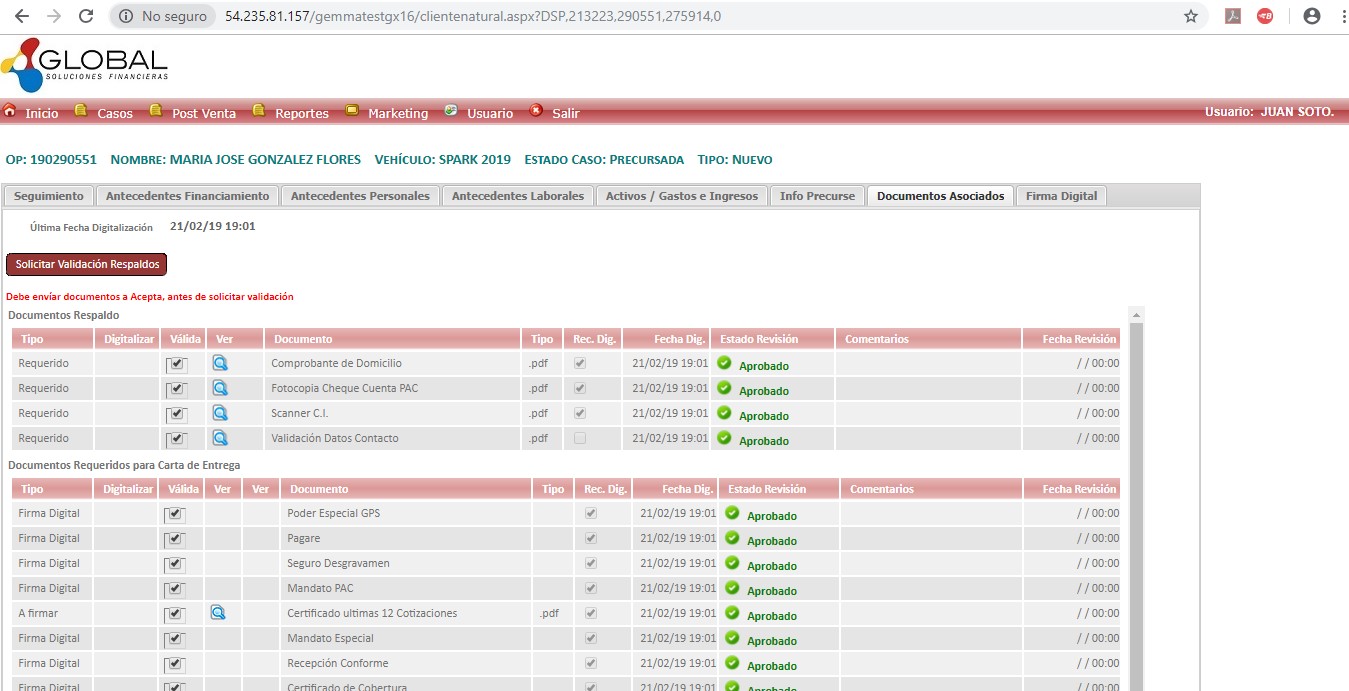 No seguro 54.235.81.157/gemmatestgx16/clientenatural.aspx?DSP,213223,290551,275914,0
GLOBAL
SOLUCIONES FINANCIERAS
Inicio Casos Post Venta Reportes Marketing Usuario Salir Usuario: JUAN SOTO.
OP: 190290551 NOMBRE: MARIA JOSE GONZALEZ FLORES VEHÍCULO: SPARK 2019 ESTADO CASO: PRECURSADA TIPO: NUEVO
Seguimiento Antecedentes Financiamiento Antecedentes Personales Antecedentes Laborales Activos / Gastos e Ingresos Info Precurse Documentos Asociados Firma Digital
Última Fecha Digitalización 21/02/19 19:01
Solicitar Validación Respaldos
Debe envíar documentos a Acepta, antes de solicitar validación
Documentos Respaldo
Tipo Digitalizar Válida Ver Documento Tipo Rec. Dig. Fecha Dig. Estado Revisión Comentarios Fecha Revisión
Requerido Comprobante de Domicilio .pdf 21/02/19 19:01 Aprobado / / 00:00
Requerido Fotocopia Cheque Cuenta PAC .pdf 21/02/19 19:01 Aprobado / / 00:00
Requerido Scanner C.I. .pdf 21/02/19 19:01 Aprobado / / 00:00
Requerido Validación Datos Contacto .pdf 21/02/19 19:01 Aprobado / / 00:00
Documentos Requeridos para Carta de Entrega
Tipo Digitalizar Válida Ver Ver Documento Tipo Rec. Dig. Fecha Dig. Estado Revisión Comentarios Fecha Revisión
Firma Digital Poder Especial GPS 21/02/19 19:01 Aprobado / / 00:00
Firma Digital Pagare 21/02/19 19:01 Aprobado / / 00:00
Firma Digital Seguro Desgravamen 21/02/19 19:01 Aprobado / / 00:00
Firma Digital Mandato PAC 21/02/19 19:01 Aprobado / / 00:00
A firmar Certificado ultimas 12 Cotizaciones .pdf 21/02/19 19:01 Aprobado / / 00:00
Firma Digital Mandato Especial 21/02/19 19:01 Aprobado / / 00:00
Firma Digital Recepción Conforme 21/02/19 19:01 Aprobado / / 00:00
Firma Digital Certificado de Cobertura 21/02/19 19:01 Aprobado / / 00:00